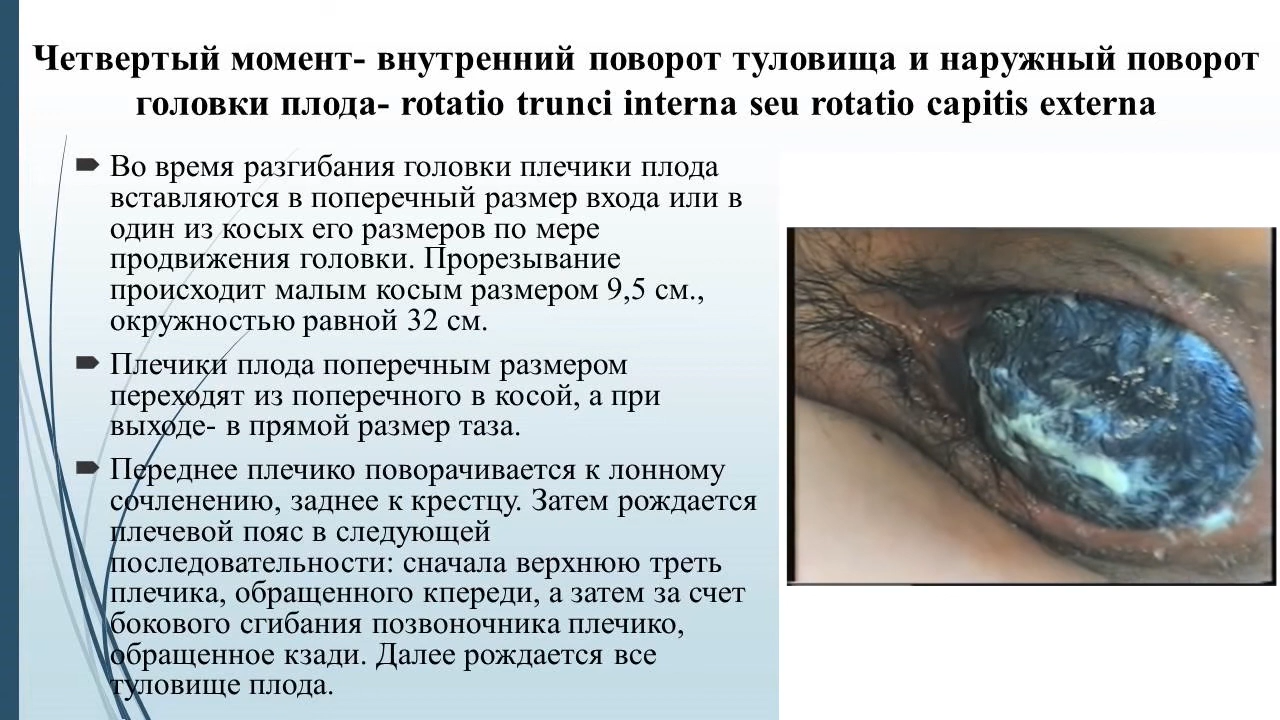 Четвертый момент- внутренний поворот туловища и наружный поворот
головки плода- rotatio trunci interna seu rotatio capitis externa
Во время разгибания головки плечики плода
вставляются в поперечный размер входа или в
один из косых его размеров по мере
продвижения головки. Прорезывание
происходит малым косым размером 9,5 см.,
окружностью равной 32 см.
Плечики плода поперечным размером
переходят из поперечного в косой, а при
выходе- в прямой размер таза.
Переднее плечико поворачивается к лонному
сочленению, заднее к крестцу. Затем рождается
плечевой пояс в следующей
последовательности: сначала верхнюю треть
плечика, обращенного кпереди, а затем за счет
бокового сгибания позвоночника плечико,
обращенное кзади. Далее рождается все
туловище плода.